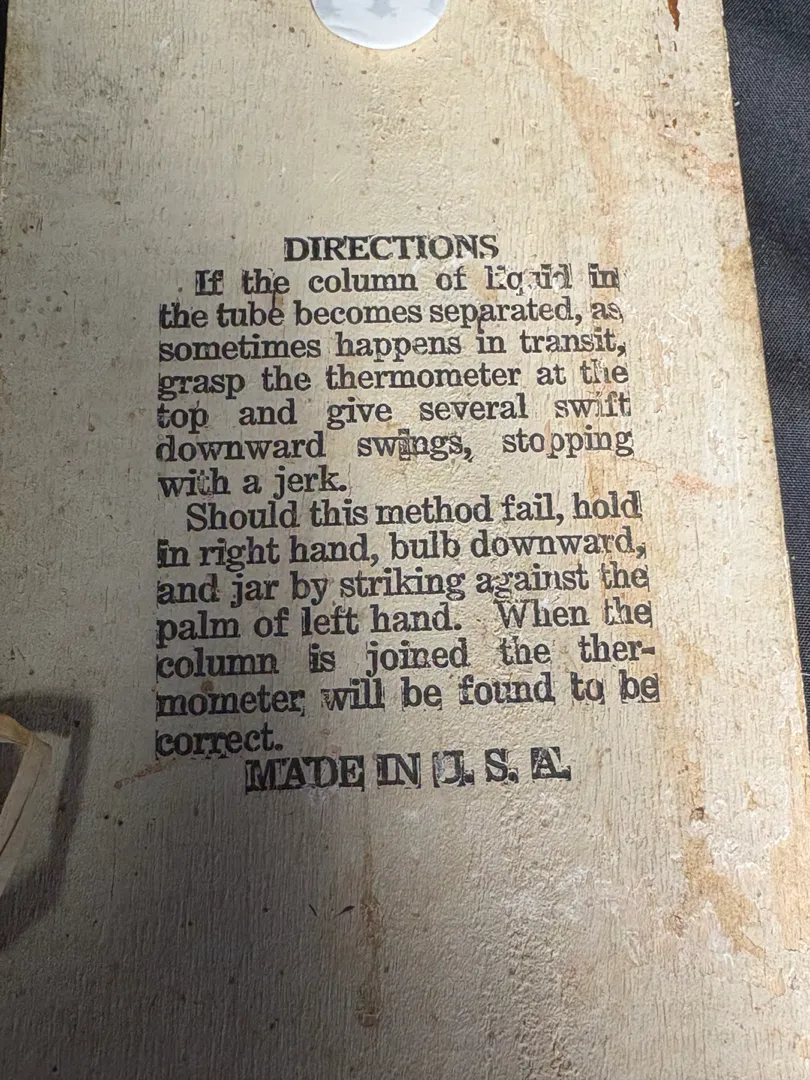 DIRECTIONS
If the column of liquid in
the tube becomes separated, as
sometimes happens in transit,
grasp the thermometer at the
top and give several swift
downward swings, stopping
with a jerk.
Should this method fail, hold
in right hand, bulb downward,
and jar by striking against the
palm of left hand. When the
column is joined the ther-
mometer will be found to be
correct.
MADE IN U. S. A.